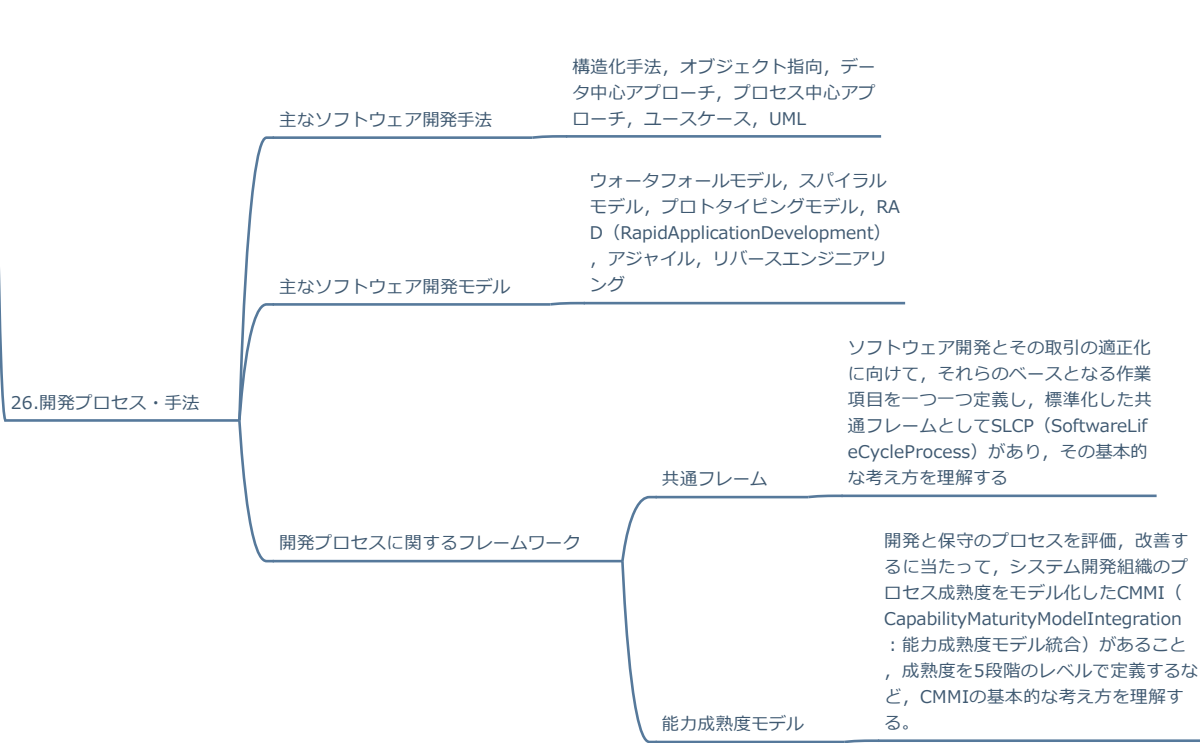 構造化手法，オブジェクト指向，デー
タ中心アプローチ，プロセス中心アプ
ローチ，ユースケース，UML
主なソフトウェア開発手法
ウォータフォールモデル，スパイラル
モデル，プロトタイピングモデル，RA
D（RapidApplicationDevelopment）
，アジャイル，リバースエンジニアリ
ング
主なソフトウェア開発モデル
26.開発プロセス・手法
ソフトウェア開発とその取引の適正化
に向けて，それらのベースとなる作業
項目を一つ一つ定義し，標準化した共
通フレームとしてSLCP（SoftwareLif
eCycleProcess）があり，その基本的
な考え方を理解する
共通フレーム
開発プロセスに関するフレームワーク
開発と保守のプロセスを評価，改善す
るに当たって，システム開発組織のプ
ロセス成熟度をモデル化したCMMI（
CapabilityMaturityModelIntegration
：能力成熟度モデル統合）があること
，成熟度を5段階のレベルで定義するな
ど，CMMIの基本的な考え方を理解す
る。
能力成熟度モデル